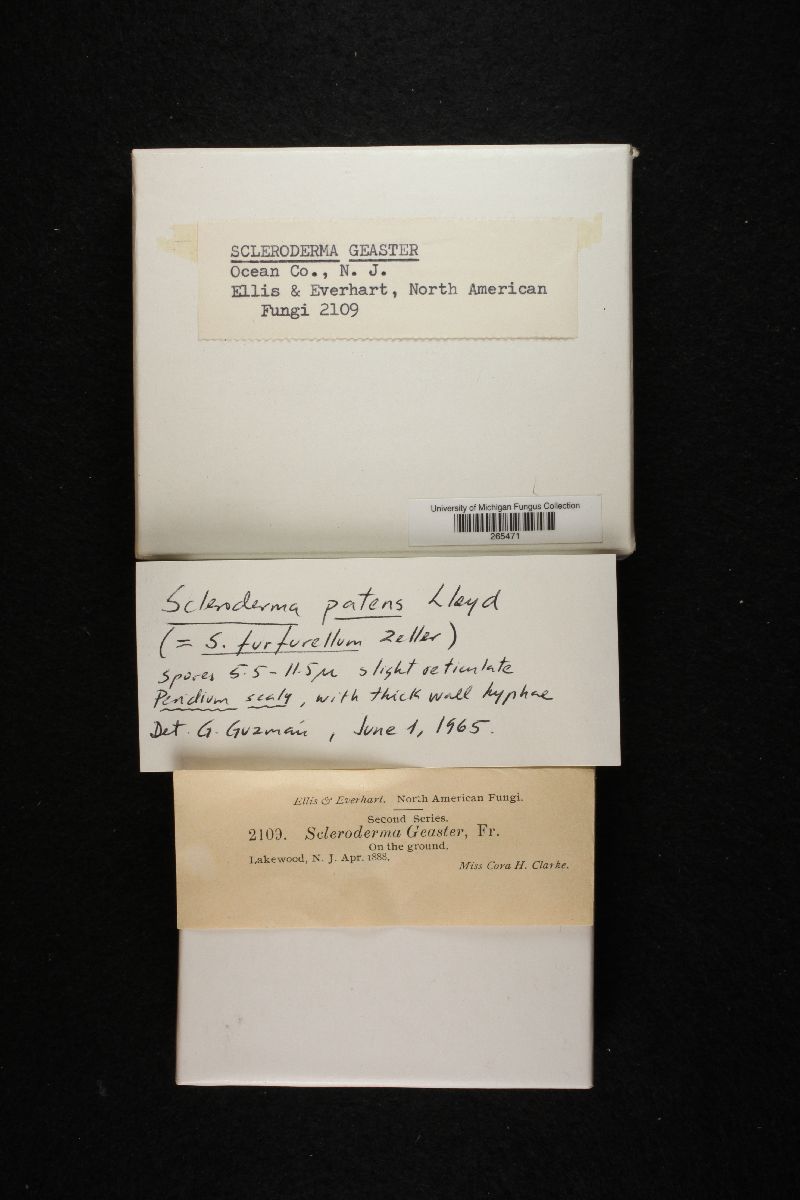 SCLERODERMA GEASTER
Ocean Co., N. J.
Ellis & Everhart, North American
Fungi 2109
University of Michigan Fungus Collection
265471
Scleroderma patens Lloyd
(= S. furfurellum Zeller)
spores 5.5-11.5µ slight reticulate
Peridium scaly, with thick wall hyphae
Det. G. Guzmán, June 1, 1965.
Ellis & Everhart. North American Fungi.
Second Series.
2109. Scleroderma Geaster, Fr.
On the ground.
Lakewood, N. J. Apr. 1888.
Miss Cora H. Clarke.